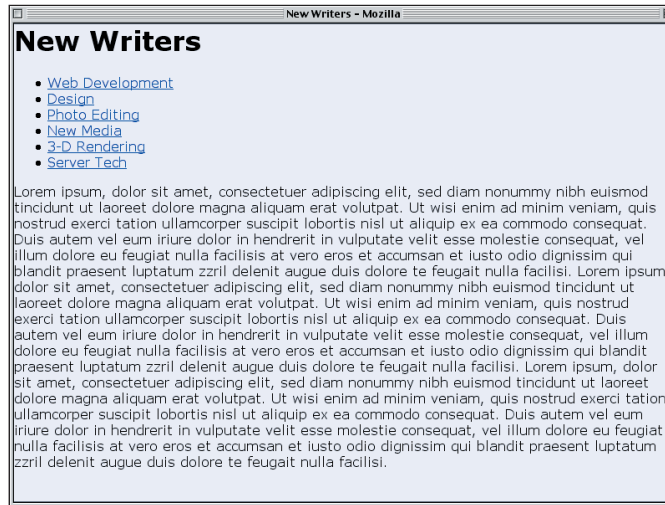 New Writers - Mozilla
New Writers
Web Development
Design
Photo Editing
New Media
3-D Rendering
Server Tech
Lorem ipsum, dolor sit amet, consectetuer adipiscing elit, sed diam nonummy nibh euismod
tincidunt ut laoreet dolore magna aliquam erat volutpat. Ut wisi enim ad minim veniam, quis
nostrud exerci tation ullamcorper suscipit lobortis nisl ut aliquip ex ea commodo consequat.
Duis autem vel eum iriure dolor in hendrerit in vulputate velit esse molestie consequat, vel
illum dolore eu feugiat nulla facilisis at vero eros et accumsan et iusto odio dignissim qui
blandit praesent luptatum zzril delenit augue duis dolore te feugait nulla facilisi. Lorem ipsum,
dolor sit amet, consectetuer adipiscing elit, sed diam nonummy nibh euismod tincidunt ut
laoreet dolore magna aliquam erat volutpat. Ut wisi enim ad minim veniam, quis nostrud
exerci tation ullamcorper suscipit lobortis nisl ut aliquip ex ea commodo consequat. Duis
autem vel eum iriure dolor in hendrerit in vulputate velit esse molestie consequat, vel illum
dolore eu feugiat nulla facilisis at vero eros et accumsan et iusto odio dignissim qui blandit
praesent luptatum zzril delenit augue duis dolore te feugait nulla facilisi. Lorem ipsum, dolor
sit amet, consectetuer adipiscing elit, sed diam nonummy nibh euismod tincidunt ut laoreet
dolore magna aliquam erat volutpat. Ut wisi enim ad minim veniam, quis nostrud exerci tation
ullamcorper suscipit lobortis nisl ut aliquip ex ea commodo consequat. Duis autem vel eum
iriure dolor in hendrerit in vulputate velit esse molestie consequat, vel illum dolore eu feugiat
nulla facilisis at vero eros et accumsan et iusto odio dignissim qui blandit praesent luptatum
zzril delenit augue duis dolore te feugait nulla facilisi.